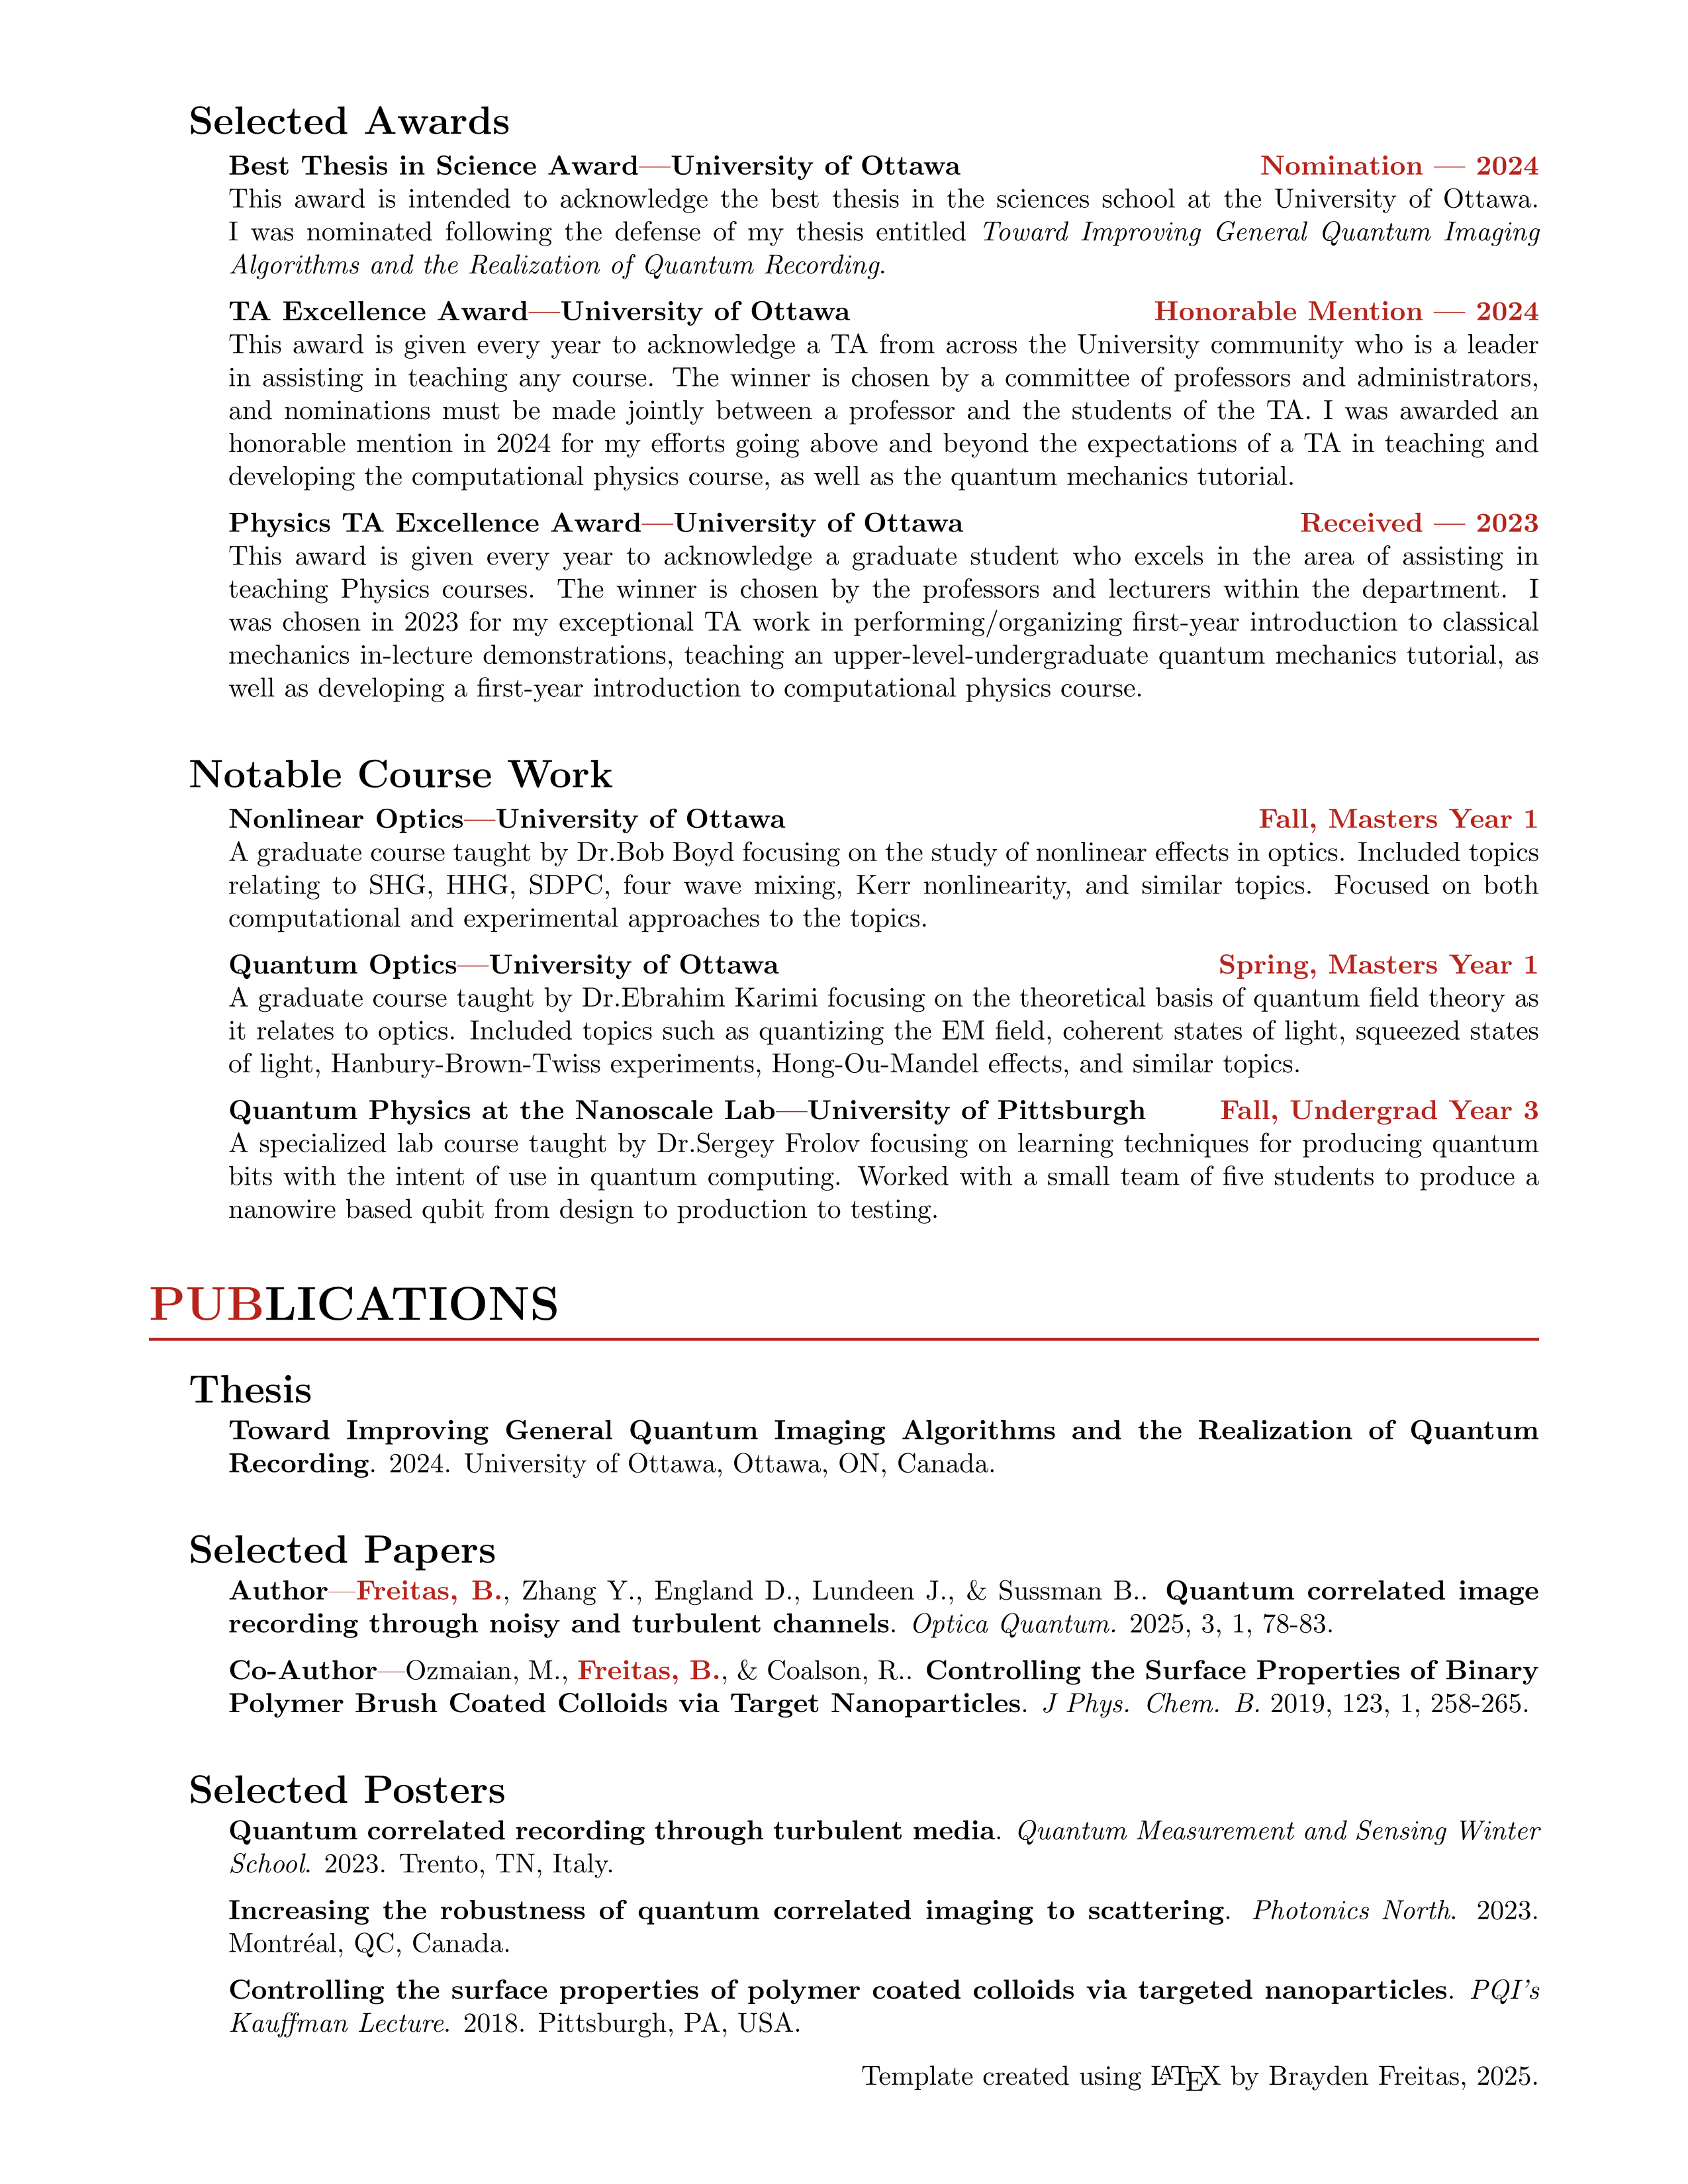 Selected Awards
Best Thesis in Science Award—University of Ottawa Nomination — 2024
This award is intended to acknowledge the best thesis in the sciences school at the University of Ottawa.
I was nominated following the defense of my thesis entitled Toward Improving General Quantum Imaging
Algorithms and the Realization of Quantum Recording.
TA Excellence Award—University of Ottawa Honorable Mention — 2024
This award is given every year to acknowledge a TA from across the University community who is a leader
in assisting in teaching any course. The winner is chosen by a committee of professors and administrators,
and nominations must be made jointly between a professor and the students of the TA. I was awarded an
honorable mention in 2024 for my efforts going above and beyond the expectations of a TA in teaching and
developing the computational physics course, as well as the quantum mechanics tutorial.
Physics TA Excellence Award—University of Ottawa Received — 2023
This award is given every year to acknowledge a graduate student who excels in the area of assisting in
teaching Physics courses. The winner is chosen by the professors and lecturers within the department. I
was chosen in 2023 for my exceptional TA work in performing/organizing first-year introduction to classical
mechanics in-lecture demonstrations, teaching an upper-level-undergraduate quantum mechanics tutorial, as
well as developing a first-year introduction to computational physics course.
Notable Course Work
Nonlinear Optics—University of Ottawa Fall, Masters Year 1
A graduate course taught by Dr.Bob Boyd focusing on the study of nonlinear effects in optics. Included topics
relating to SHG, HHG, SDPC, four wave mixing, Kerr nonlinearity, and similar topics. Focused on both
computational and experimental approaches to the topics.
Quantum Optics—University of Ottawa Spring, Masters Year 1
A graduate course taught by Dr.Ebrahim Karimi focusing on the theoretical basis of quantum field theory as
it relates to optics. Included topics such as quantizing the EM field, coherent states of light, squeezed states
of light, Hanbury-Brown-Twiss experiments, Hong-Ou-Mandel effects, and similar topics.
Quantum Physics at the Nanoscale Lab—University of Pittsburgh Fall, Undergrad Year 3
A specialized lab course taught by Dr.Sergey Frolov focusing on learning techniques for producing quantum
bits with the intent of use in quantum computing. Worked with a small team of five students to produce a
nanowire based qubit from design to production to testing.
PUBLICATIONS
Thesis
Toward Improving General Quantum Imaging Algorithms and the Realization of Quantum
Recording. 2024. University of Ottawa, Ottawa, ON, Canada.
Selected Papers
Author—Freitas, B., Zhang Y., England D., Lundeen J., & Sussman B.. Quantum correlated image
recording through noisy and turbulent channels. Optica Quantum. 2025, 3, 1, 78-83.
Co-Author—Ozmaian, M., Freitas, B., & Coalson, R.. Controlling the Surface Properties of Binary
Polymer Brush Coated Colloids via Target Nanoparticles. J Phys. Chem. B. 2019, 123, 1, 258-265.
Selected Posters
Quantum correlated recording through turbulent media. Quantum Measurement and Sensing Winter
School. 2023. Trento, TN, Italy.
Increasing the robustness of quantum correlated imaging to scattering. Photonics North. 2023.
Montréal, QC, Canada.
Controlling the surface properties of polymer coated colloids via targeted nanoparticles. PQI's
Kauffman Lecture. 2018. Pittsburgh, PA, USA.
Template created using LATEX by Brayden Freitas, 2025.